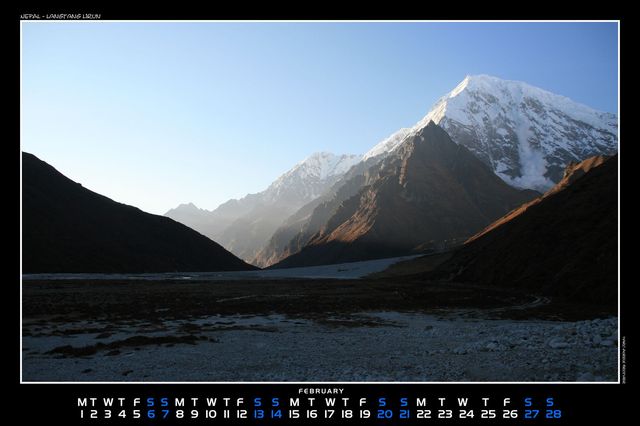 NEPAL - LANGTANG LIRUN
FEBRUARY
M T W T F S S M T W T F S S M T W T F S S M T W T F S S
1 2 3 4 5 6 7 8 9 10 11 12 13 14 15 16 17 18 19 20 21 22 23 24 25 26 27 28